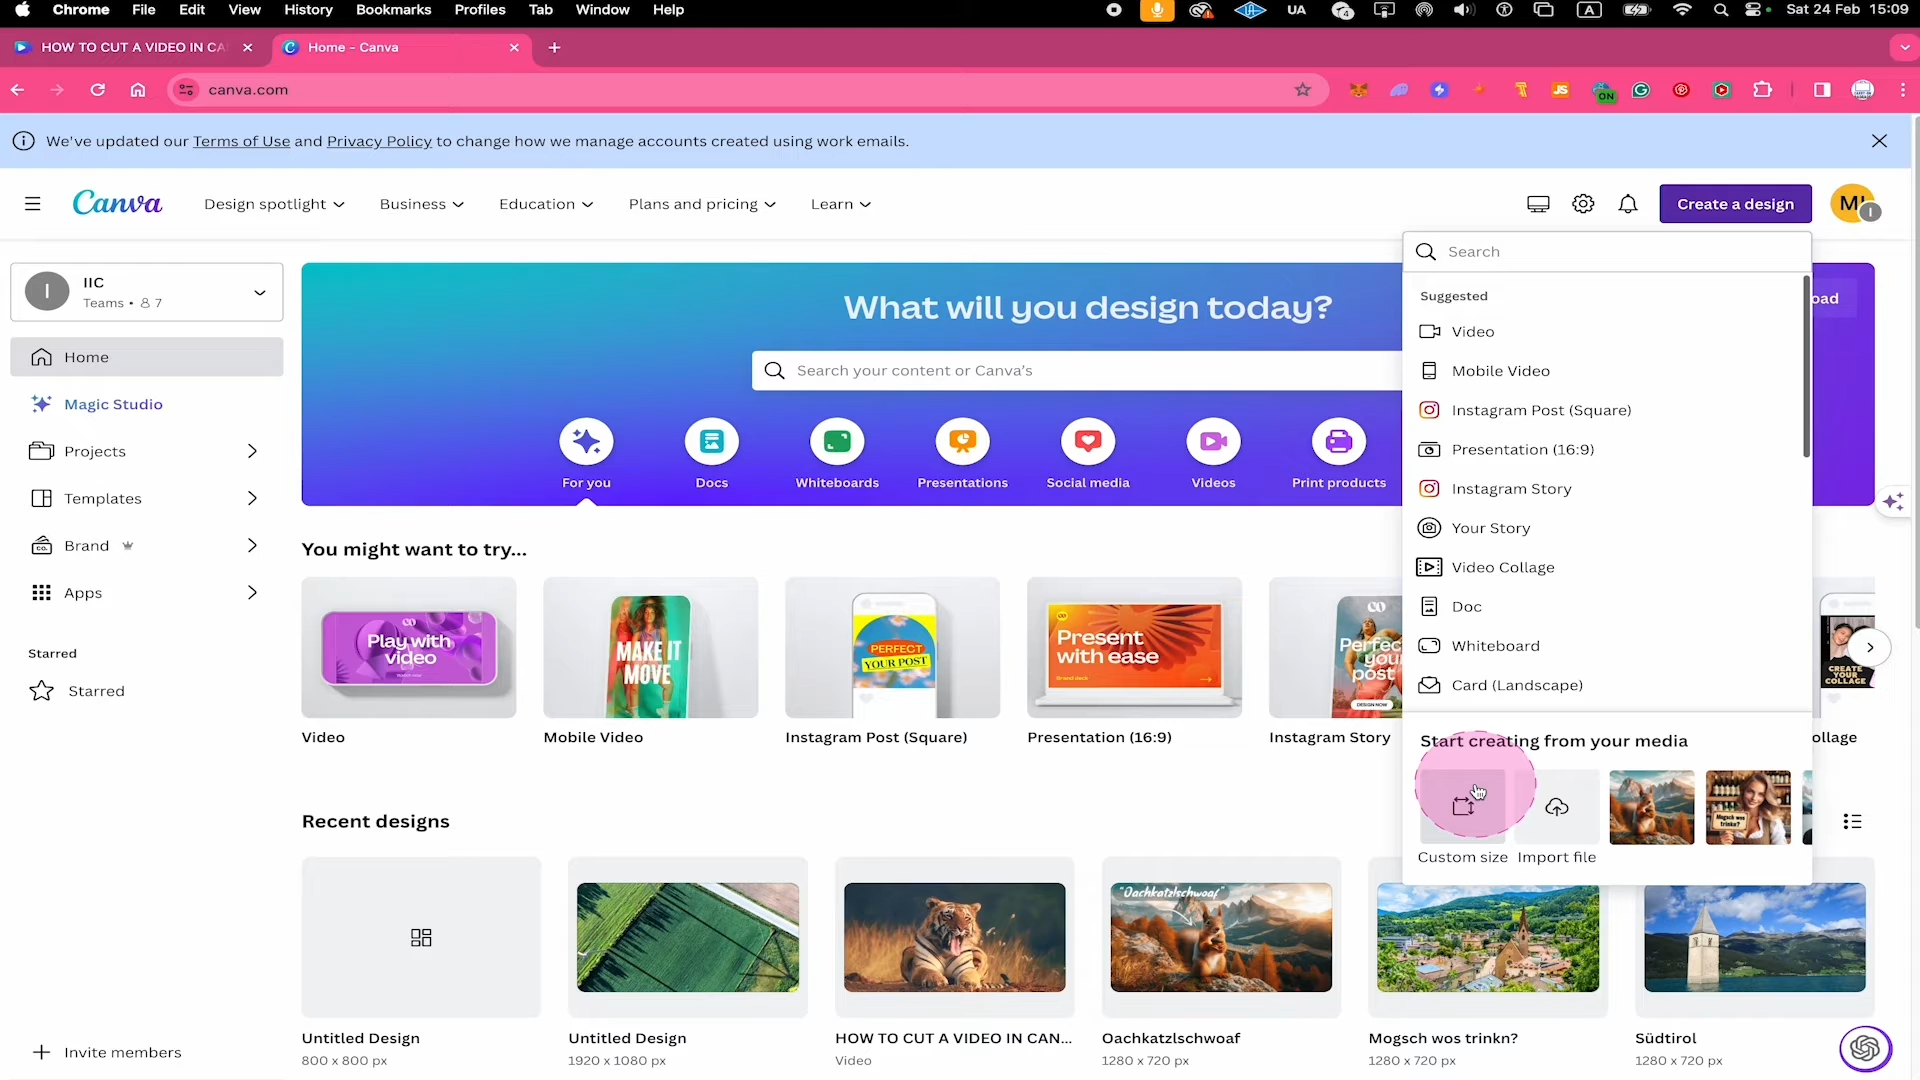 Chrome File Edit View History Bookmarks Profiles Tab Window Help
UA A Sat 24 Feb 15:09
HOW TO CUT A VIDEO IN CA
Home - Canva
canva.com
We've updated our Terms of Use and Privacy Policy to change how we manage accounts created using work emails.
Canva
Design spotlight
Business
Education
Plans and pricing
Learn
Create a design
I
IIC
Teams • 7
Home
Magic Studio
Projects
Templates
Brand
Apps
Starred
Starred
Invite members
What will you design today?
Search your content or Canva's
For you
Docs
Whiteboards
Presentations
Social media
Videos
Print products
You might want to try...
Play with
video
MAKE IT
MOVE
PERFECT
YOUR POST
Present
with ease
CREATE
YOUR
COLLAGE
Video
Mobile Video
Instagram Post (Square)
Presentation (16:9)
Instagram Story
ollage
Recent designs
Untitled Design
800 x 800 px
Untitled Design
1920 x 1080 px
HOW TO CUT A VIDEO IN CAN...
Video
"Oachkatzlschwoaf"
Oachkatzlschwoaf
1280 x 720 px
Mogsch wos trinkn?
1280 x 720 px
Südtirol
1280 x 720 px
Search
Suggested
oad
Video
Mobile Video
Instagram Post (Square)
Presentation (16:9)
Instagram Story
Your Story
Video Collage
Doc
Whiteboard
Card (Landscape)
Start creating from your media
Mogsch wos
trinkn?
Custom size
Import file